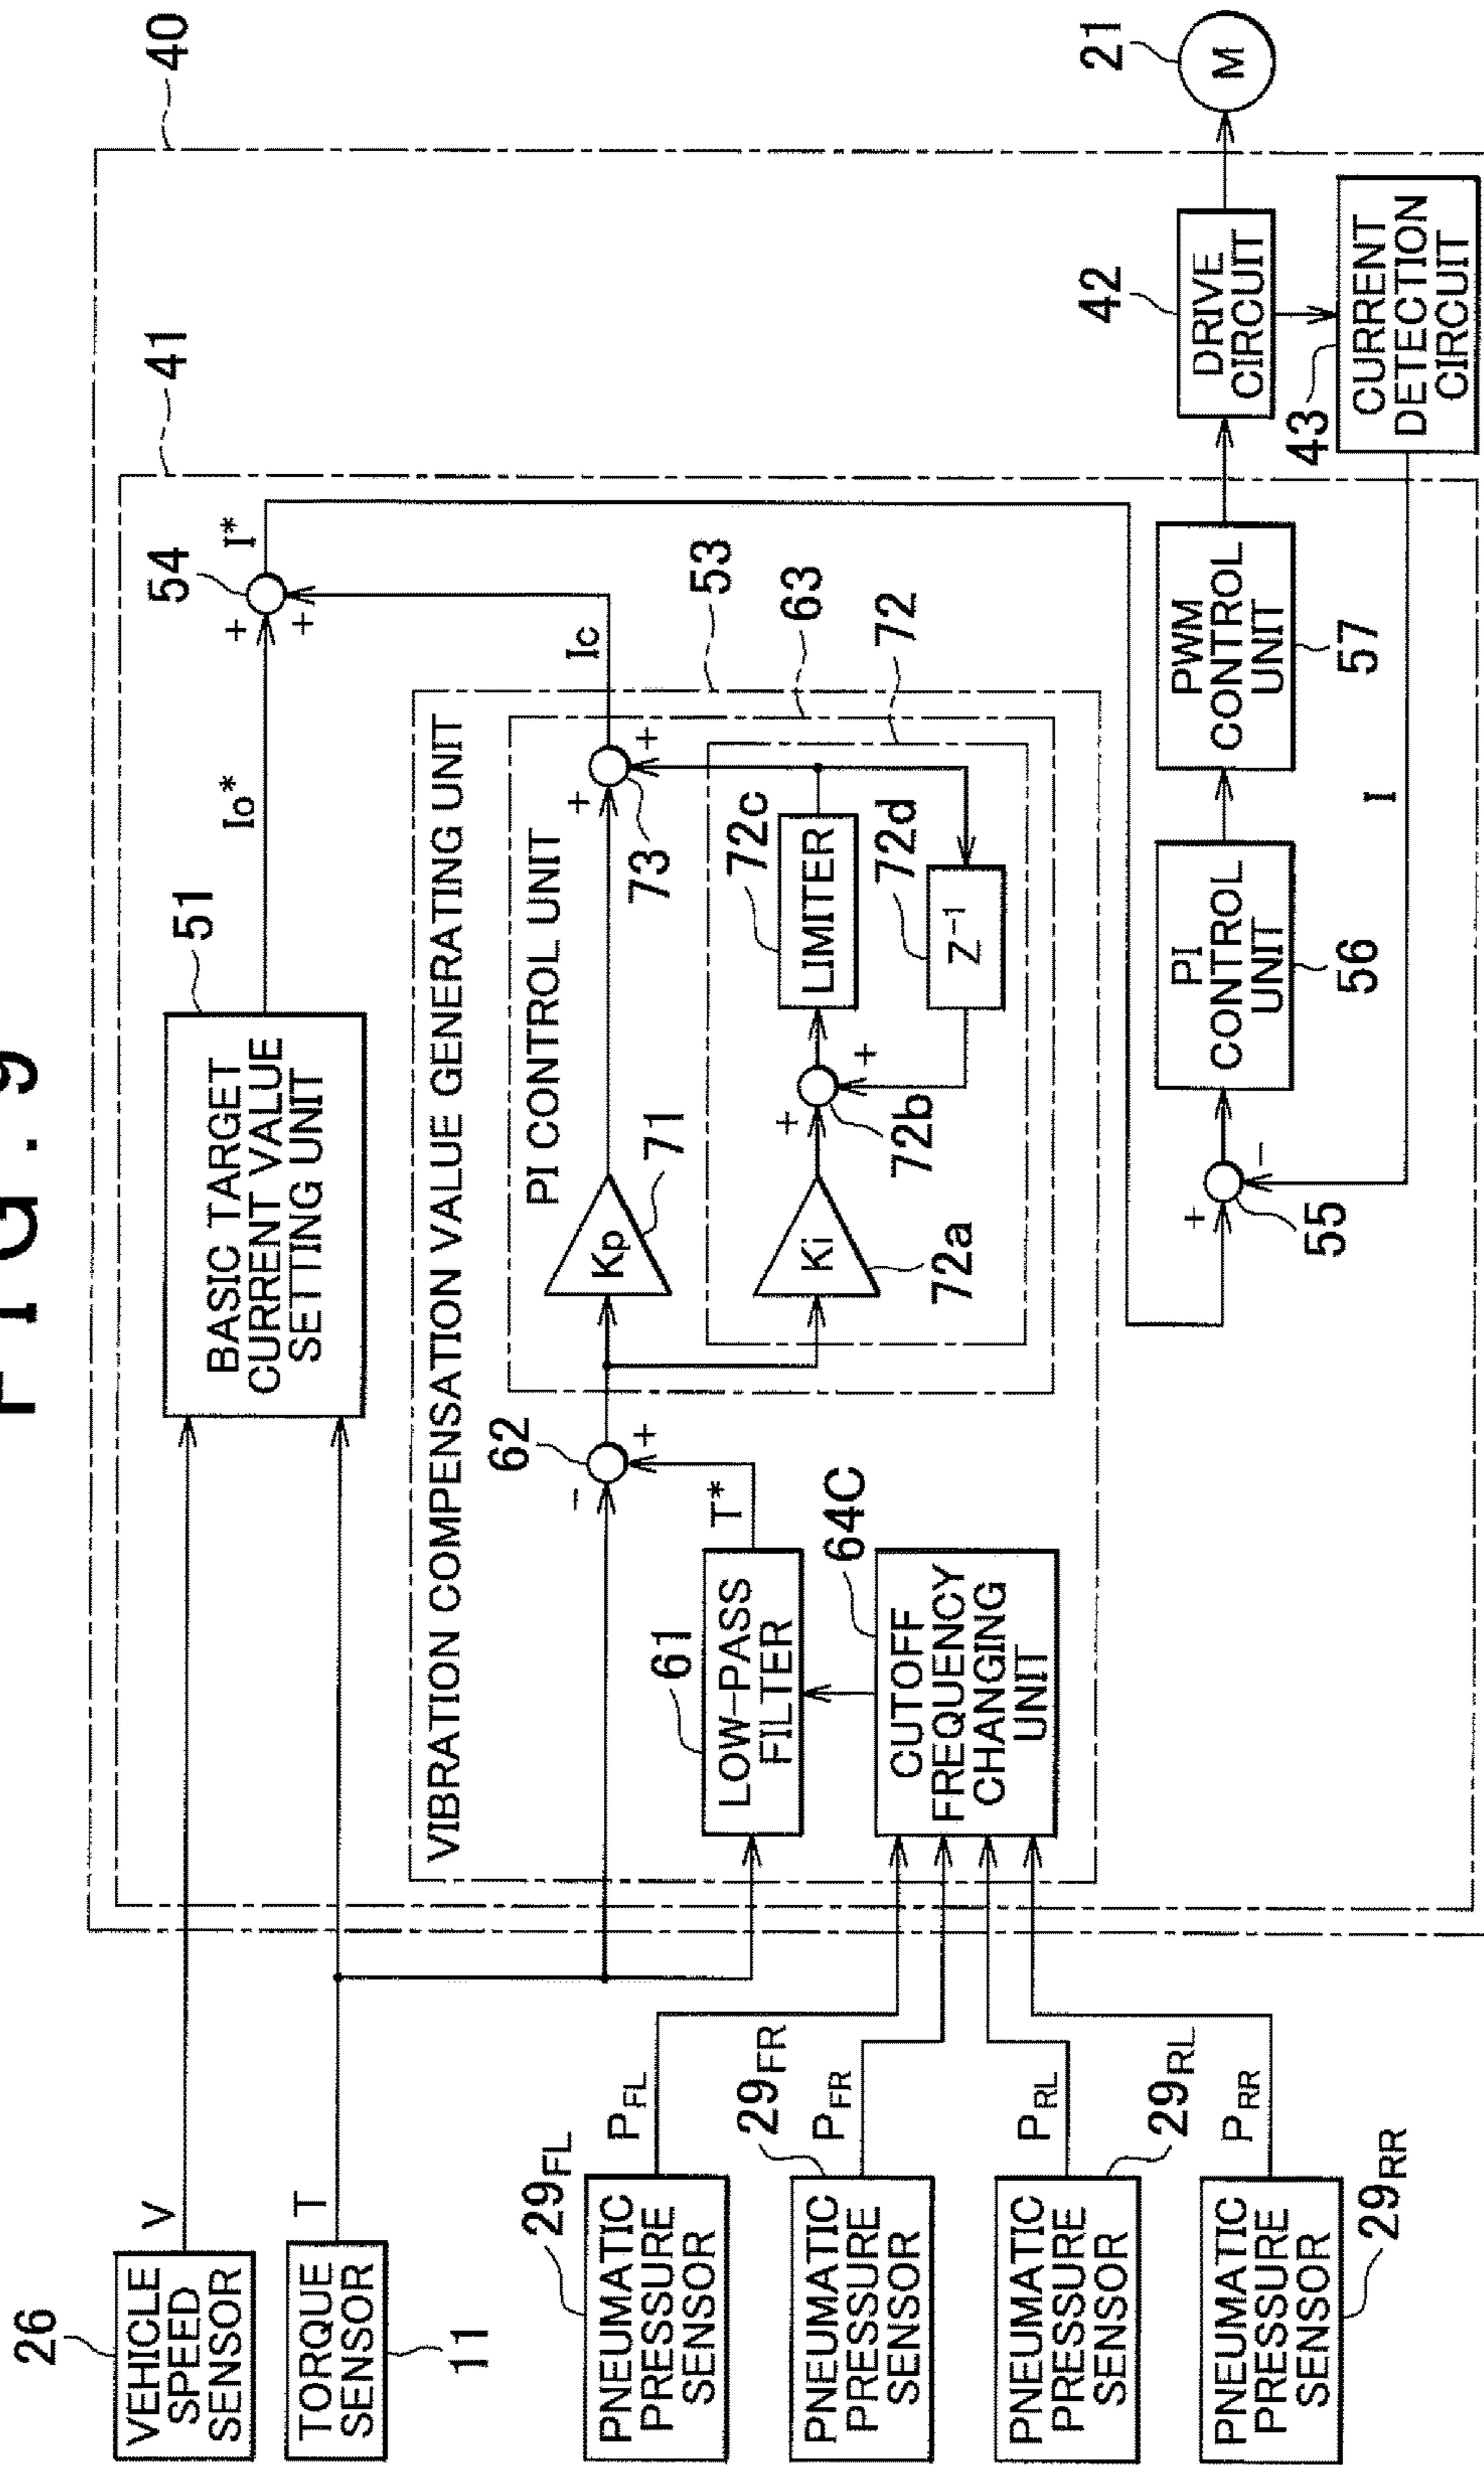 FIG. 9
40
41
26
VEHICLE
SPEED
SENSOR
V
51
BASIC TARGET
CURRENT VALUE
SETTING UNIT
Io*
54
+
+
I*
TORQUE
SENSOR
11
T
VIBRATION COMPENSATION VALUE GENERATING UNIT
53
62
-
+
PI CONTROL UNIT
63
Kp
71
+
+
73
Ic
T*
61
LOW-PASS
FILTER
64C
CUTOFF
FREQUENCY
CHANGING
UNIT
72
Ki
72a
+
+
72b
72c
LIMITER
72d
Z⁻¹
29FL
PNEUMATIC
PRESSURE
SENSOR
PFL
29FR
PNEUMATIC
PRESSURE
SENSOR
PFR
PNEUMATIC
PRESSURE
SENSOR
29RL
PRL
PNEUMATIC
PRESSURE
SENSOR
29RR
PRR
+
-
55
PI
CONTROL
UNIT
56
PWM
CONTROL
UNIT
57
I
42
DRIVE
CIRCUIT
43
CURRENT
DETECTION
CIRCUIT
21
M